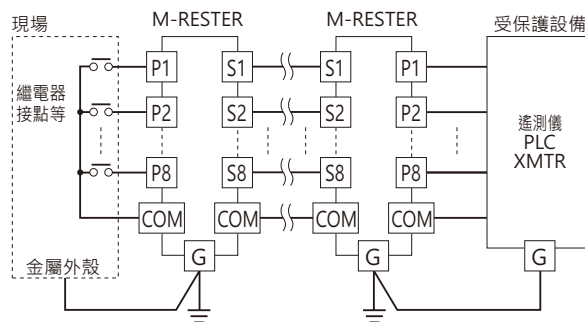 現場
M-RESTER
M-RESTER
受保護設備
繼電器
接點等
P1
S1
S1
P1
P2
S2
S2
P2
遙測儀
PLC
XMTR
P8
S8
S8
P8
COM
COM
COM
COM
金屬外殼
G
G
G